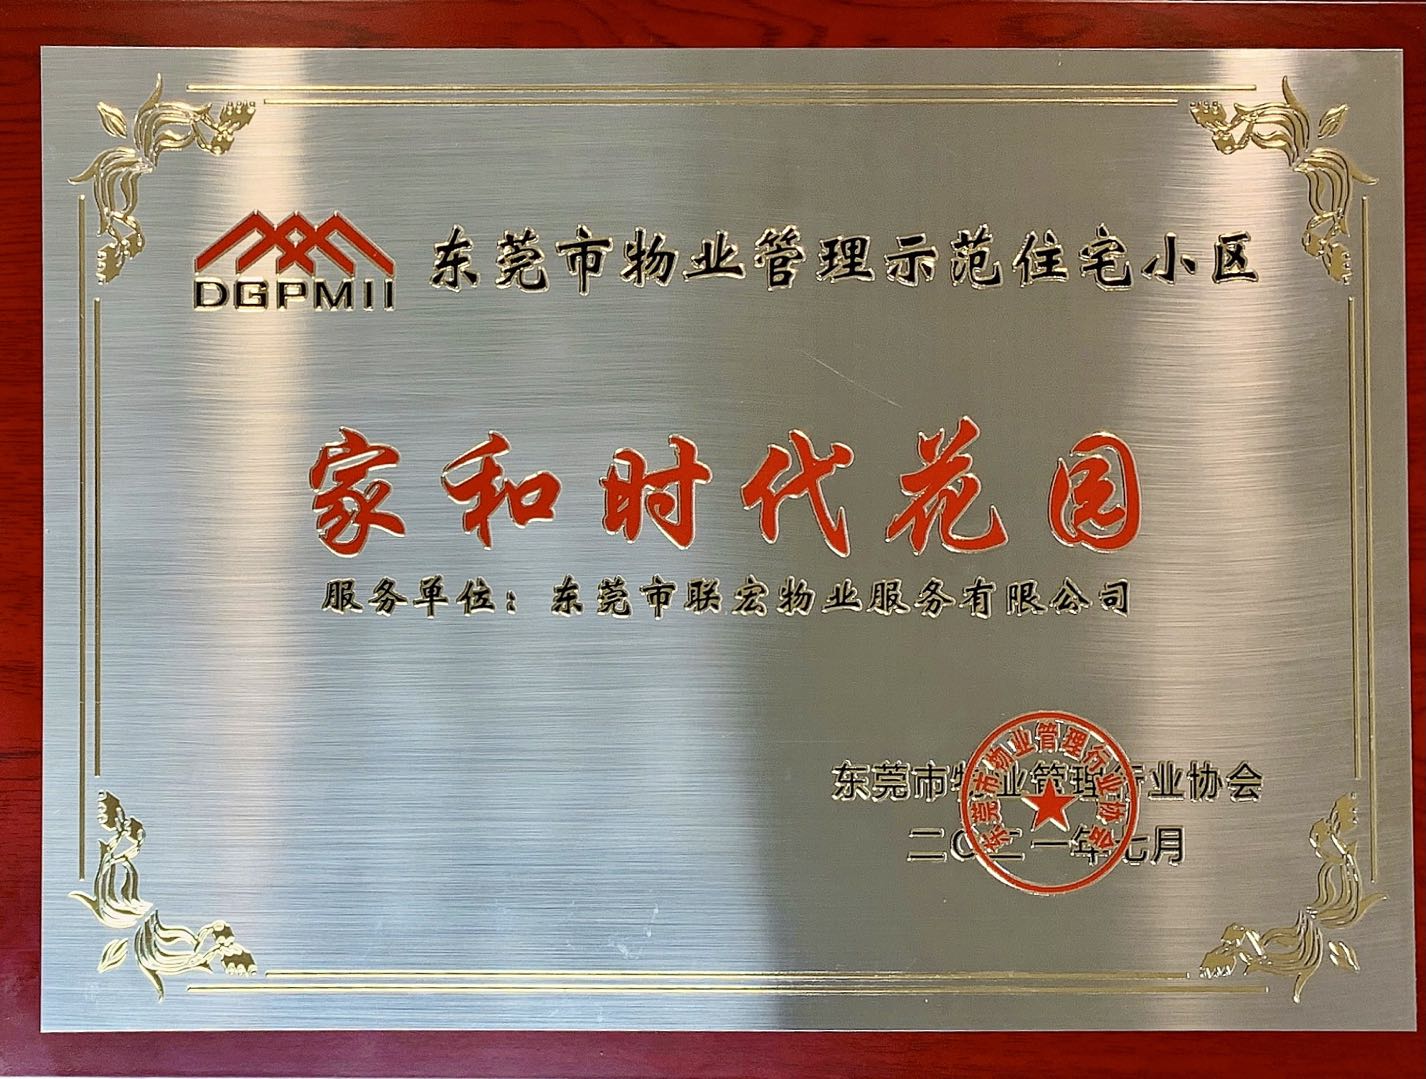 东莞市物业管理示范住宅小区
DGPMII
家和时代花园
服务单位：东莞市联宏物业服务有限公司
东莞市物业管理行业协会
二〇二一年七月
东莞市物业管理行业协会